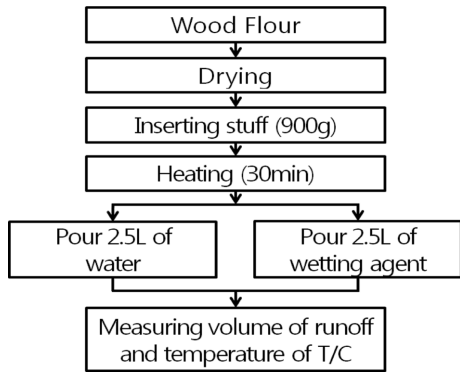 Wood Flour
Drying
Inserting stuff (900g)
Heating (30min)
Pour 2.5L of
water
Pour 2.5L of
wetting agent
Measuring volume of runoff
and temperature of T/C